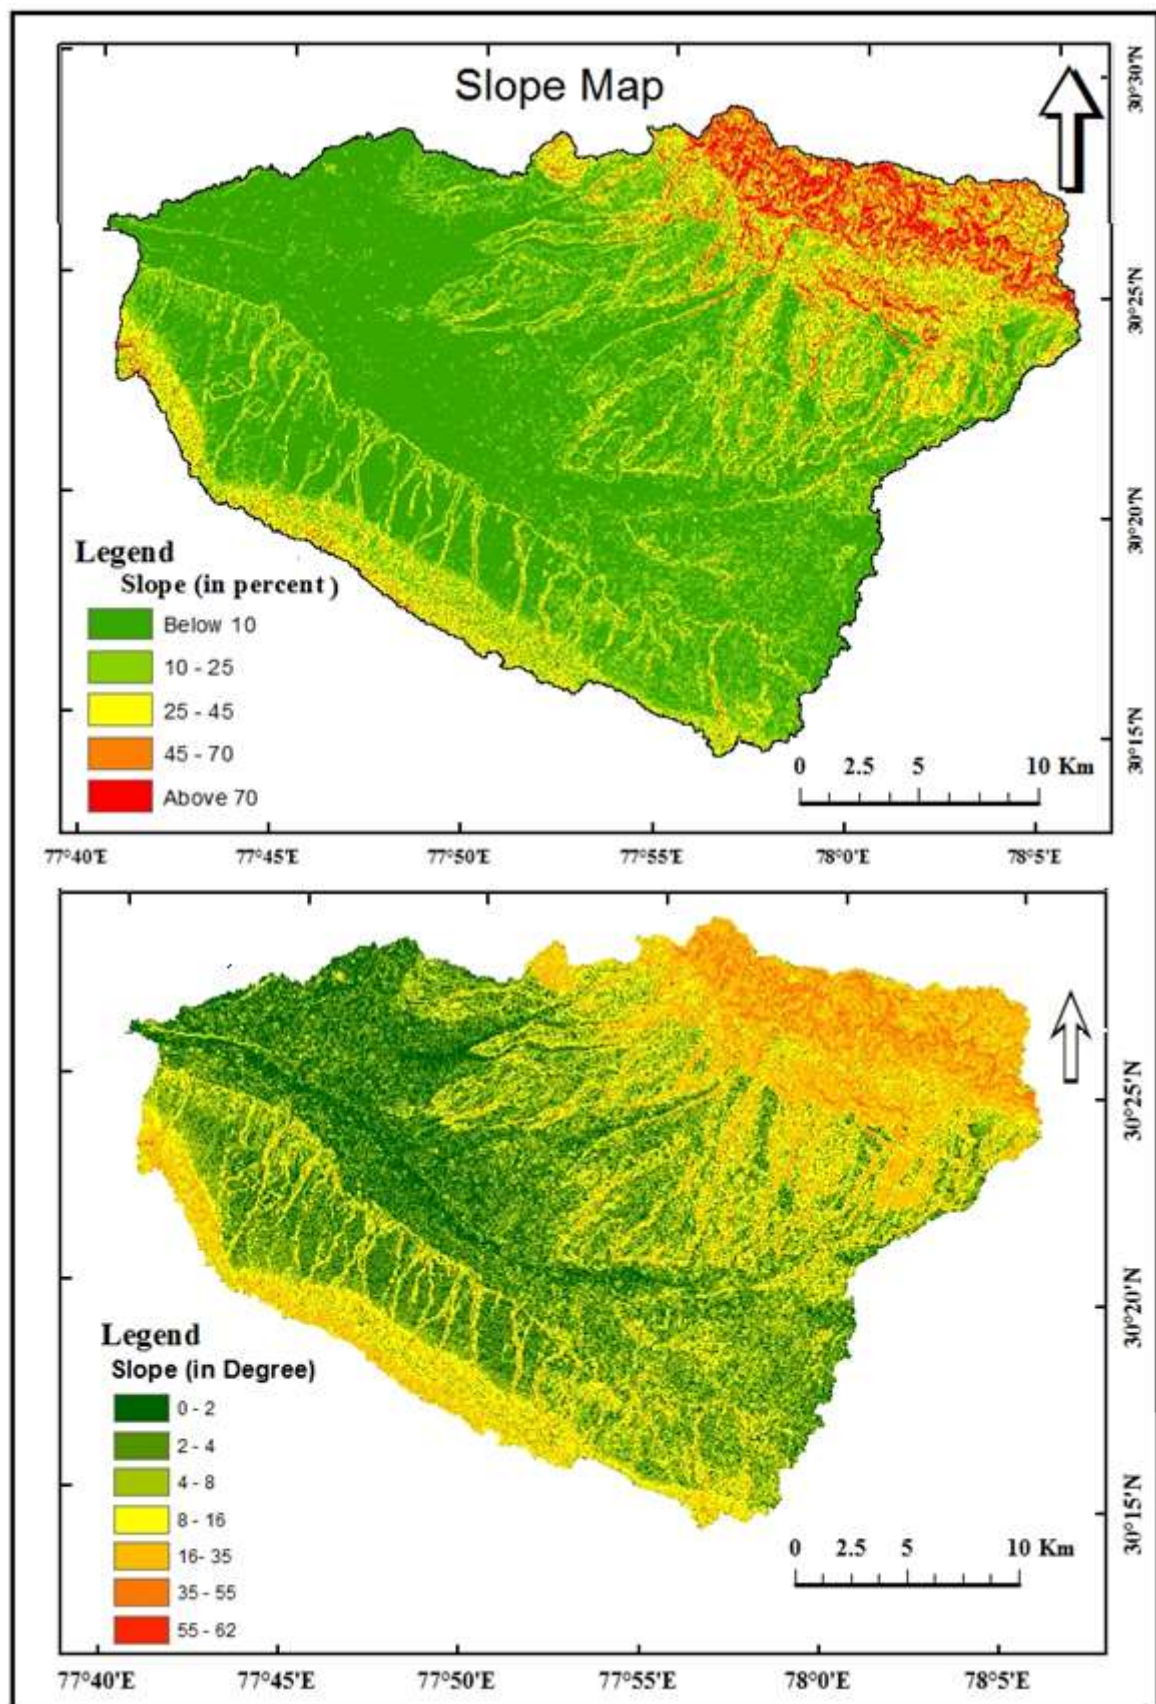 Slope Map
30°30'N
30°25'N
30°20'N
30°15'N
Legend
Slope (in percent )
Below 10
10 - 25
25 - 45
45 - 70
Above 70
0 2.5 5 10 Km
77°40'E 77°45'E 77°50'E 77°55'E 78°0'E 78°5'E
30°25'N
30°20'N
30°15'N
Legend
Slope (in Degree)
0 - 2
2 - 4
4 - 8
8 - 16
16- 35
35 - 55
55 - 62
0 2.5 5 10 Km
77°40'E 77°45'E 77°50'E 77°55'E 78°0'E 78°5'E